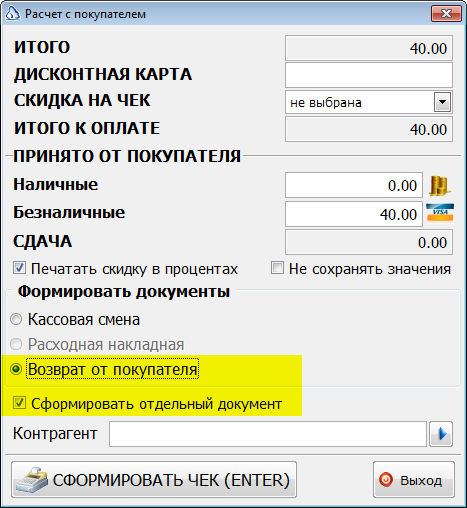 Расчет с покупателем
ИТОГО 40.00
ДИСКОНТНАЯ КАРТА
СКИДКА НА ЧЕК не выбрана
ИТОГО К ОПЛАТЕ 40.00
ПРИНЯТО ОТ ПОКУПАТЕЛЯ
Наличные 0.00
Безналичные 40.00 VISA
СДАЧА 0.00
Печатать скидку в процентах Не сохранять значения
Формировать документы
Кассовая смена
Расходная накладная
Возврат от покупателя
Сформировать отдельный документ
Контрагент
СФОРМИРОВАТЬ ЧЕК (ENTER) Выход